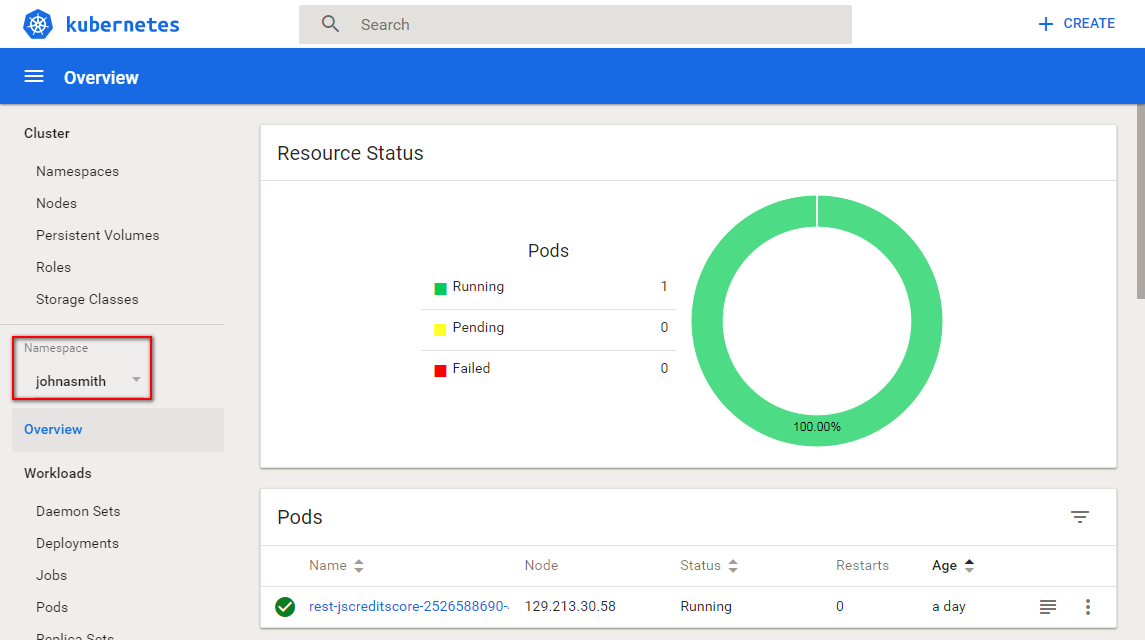 kubernetes
Search
CREATE
Overview
Cluster
Namespaces
Nodes
Persistent Volumes
Roles
Storage Classes
Namespace
johnasmith
Overview
Workloads
Daemon Sets
Deployments
Jobs
Pods
Replica Sets
Resource Status
Pods
Running 1
Pending 0
Failed 0
100.00%
Pods
Name Node Status Restarts Age
rest-jscreditscore-2526588690- 129.213.30.58 Running 0 a day